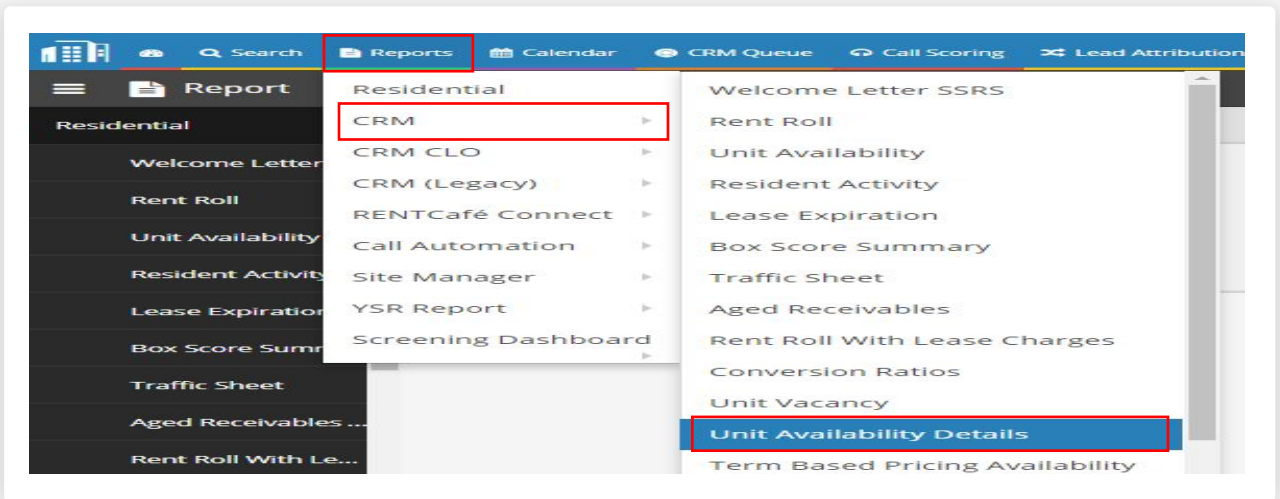 Search Reports Calendar CRM Queue Call Scoring Lead Attribution
Report
Residential
Welcome Letter
Rent Roll
Unit Availability
Resident Activity
Lease Expiration
Box Score Summ
Traffic Sheet
Aged Receivables ...
Rent Roll With Le...
Residential
CRM
CRM CLO
CRM (Legacy)
RENTCafé Connect
Call Automation
Site Manager
YSR Report
Screening Dashboard
Welcome Letter SSRS
Rent Roll
Unit Availability
Resident Activity
Lease Expiration
Box Score Summary
Traffic Sheet
Aged Receivables
Rent Roll With Lease Charges
Conversion Ratios
Unit Vacancy
Unit Availability Details
Term Based Pricing Availability